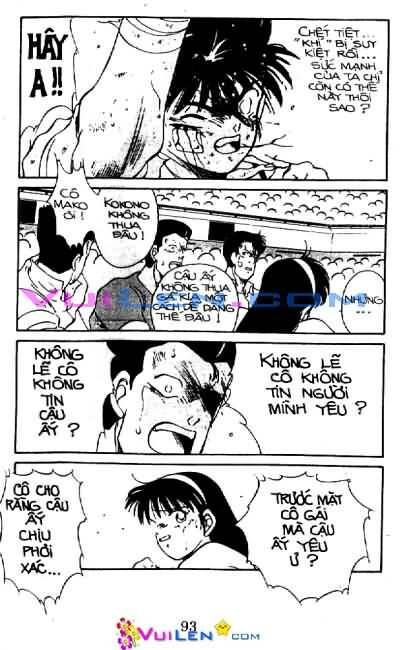 HÂY
A!!
CHẾT TIỆT...
"KHÍ" BỊ SUY
KIỆT RỒI...
SỨC MẠNH
CỦA TA CHỈ
CÒN CÓ THẾ
NÀY THÔI
SAO?
CÔ
MAKO
ƠI!
KOKONO
KHÔNG
THUA
ĐÂU!
CẬU ẤY
KHÔNG THUA
MỘT
CÁCH DỄ DÀNG
THẾ ĐÂU!
NHƯNG
...
VUILEN.COM
KHÔNG
LẼ CÔ
KHÔNG
TIN
CẬU
ẤY?
KHÔNG LẼ
CÔ KHÔNG
TIN NGƯỜI
MÌNH YÊU?
CÔ CHO
RẰNG CẬU
ẤY
CHỊU
PHƠI
XÁC...
TRƯỚC MẶT
CÔ GÁI
MÀ CẬU
ẤY YÊU
Ư?
93
VUILEN.COM